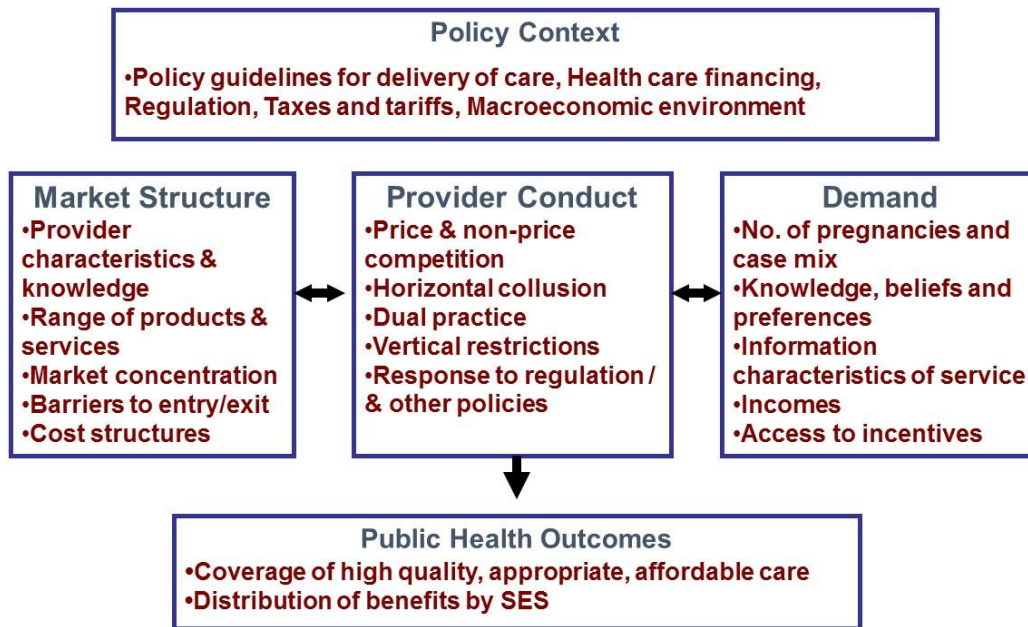 Policy Context
•Policy guidelines for delivery of care, Health care financing,
Regulation, Taxes and tariffs, Macroeconomic environment
Market Structure
•Provider
characteristics &
knowledge
•Range of products &
services
•Market concentration
•Barriers to entry/exit
•Cost structures
Provider Conduct
•Price & non-price
competition
•Horizontal collusion
•Dual practice
•Vertical restrictions
•Response to regulation /
& other policies
Demand
•No. of pregnancies and
case mix
•Knowledge, beliefs and
preferences
•Information
characteristics of service
•Incomes
•Access to incentives
Public Health Outcomes
•Coverage of high quality, appropriate, affordable care
•Distribution of benefits by SES